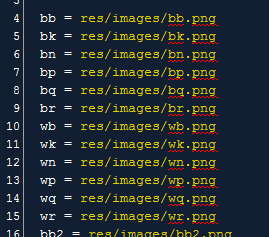 3
4 bb = res/images/bb.png
5 bk = res/images/bk.png
6 bn = res/images/bn.png
7 bp = res/images/bp.png
8 bq = res/images/bq.png
9 br = res/images/br.png
10 wb = res/images/wb.png
11 wk = res/images/wk.png
12 wn = res/images/wn.png
13 wp = res/images/wp.png
14 wq = res/images/wq.png
15 wr = res/images/wr.png
16 bb2 = res/images/bb2.png